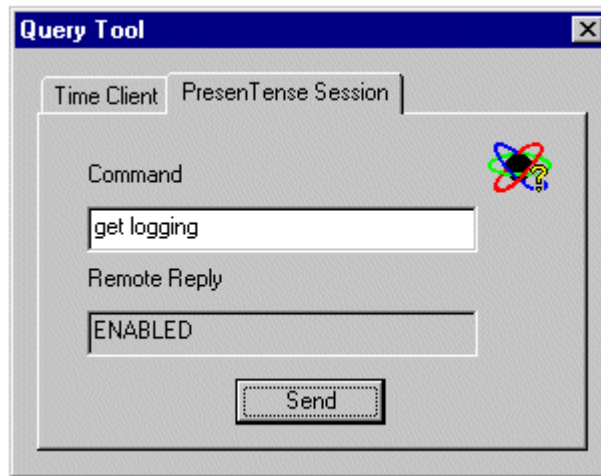 Query Tool
Time Client PresenTense Session
Command
get logging
Remote Reply
ENABLED
Send